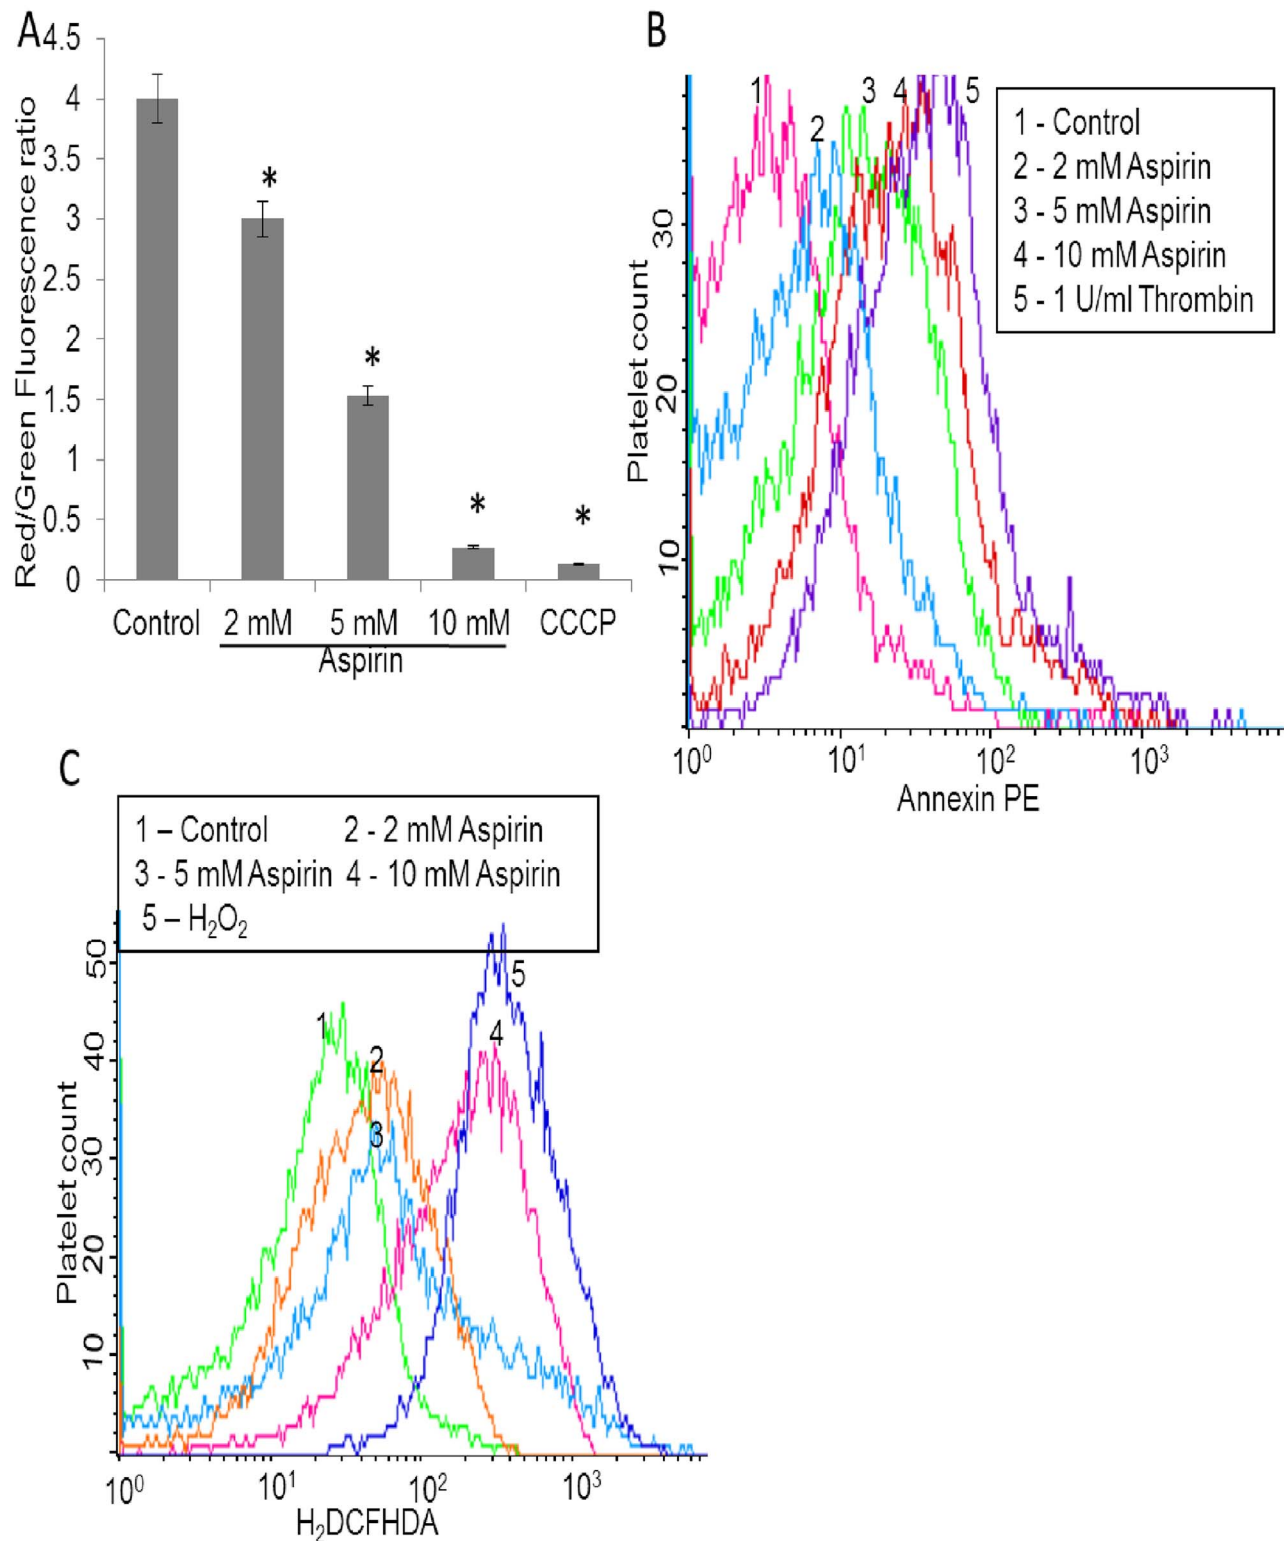 A
4.5
4
3.5
3
2.5
2
1.5
1
0.5
0
Red/Green Fluorescence ratio
*
*
*
*
Control 2 mM 5 mM 10 mM CCCP
Aspirin
B
1 2 3 4 5
1 - Control
2 - 2 mM Aspirin
3 - 5 mM Aspirin
4 - 10 mM Aspirin
5 - 1 U/ml Thrombin
Platelet count
30
20
10
10⁰ 10¹ 10² 10³
Annexin PE
C
1 – Control 2 - 2 mM Aspirin
3 - 5 mM Aspirin 4 - 10 mM Aspirin
5 – H₂O₂
Platelet count
50
40
30
20
10
5
4
1
2
3
10⁰ 10¹ 10² 10³
H₂DCFHDA